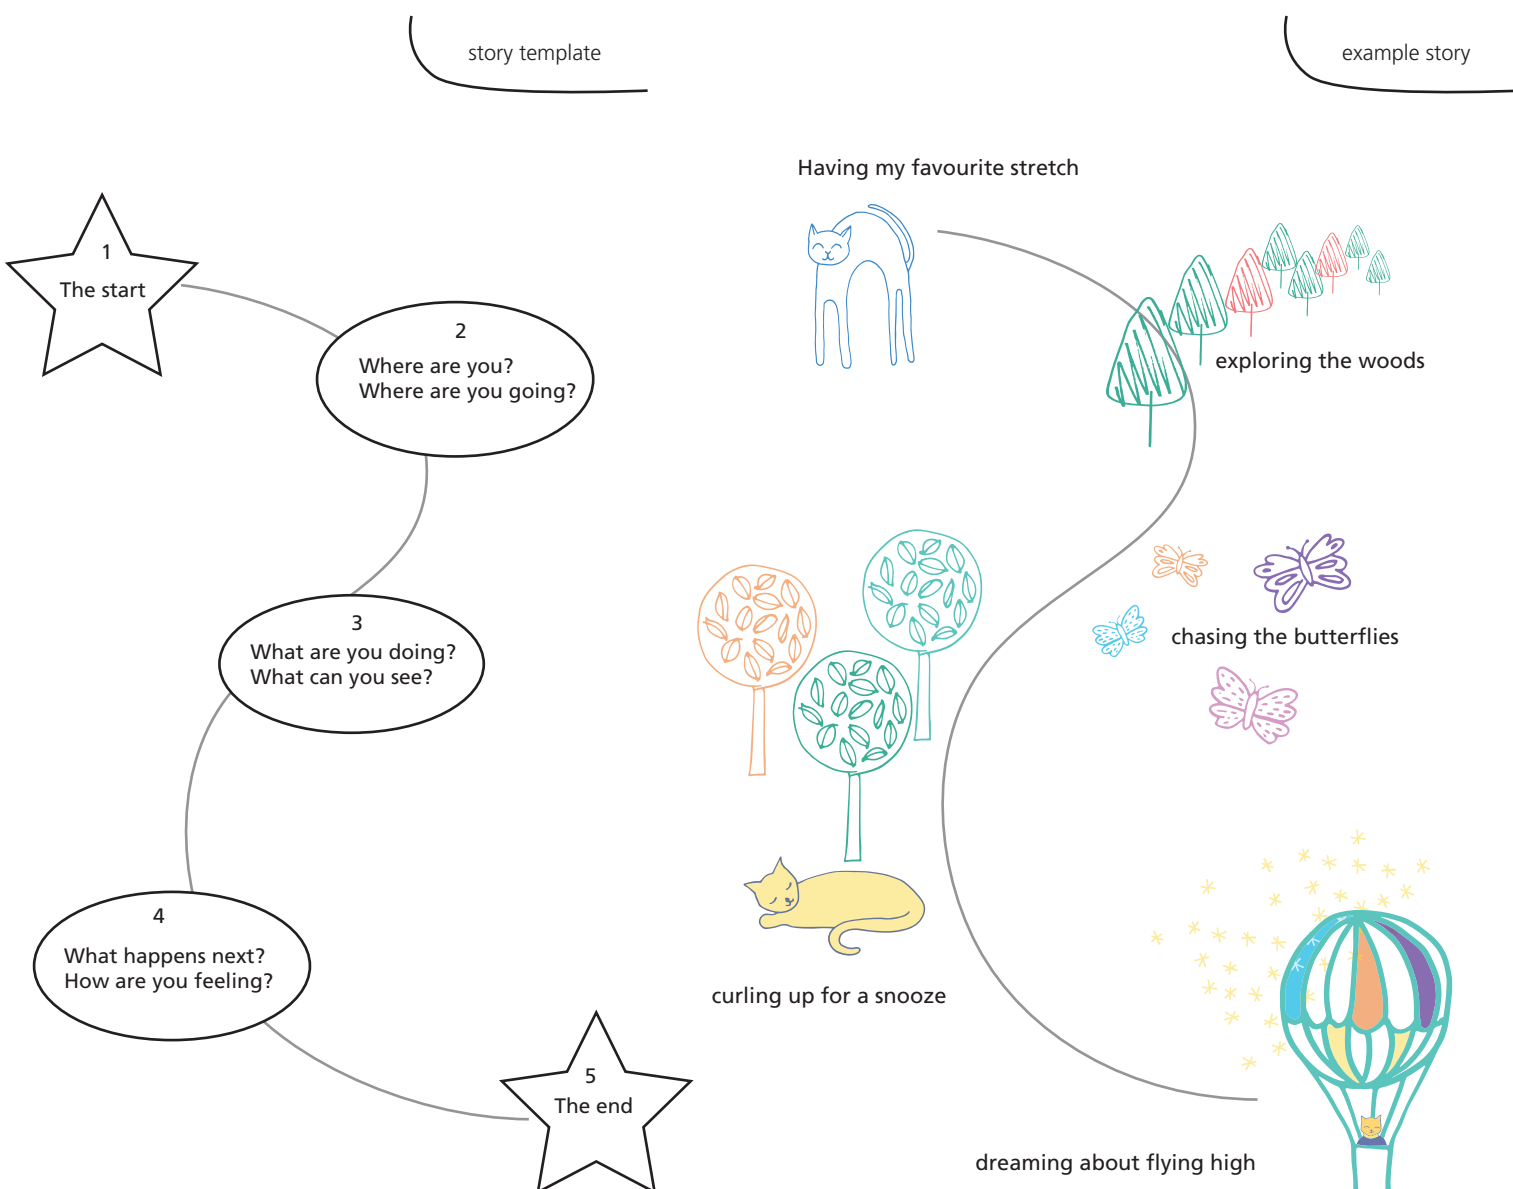 story template
example story
1
The start
2
Where are you?
Where are you going?
3
What are you doing?
What can you see?
4
What happens next?
How are you feeling?
5
The end
Having my favourite stretch
exploring the woods
chasing the butterflies
curling up for a snooze
dreaming about flying high